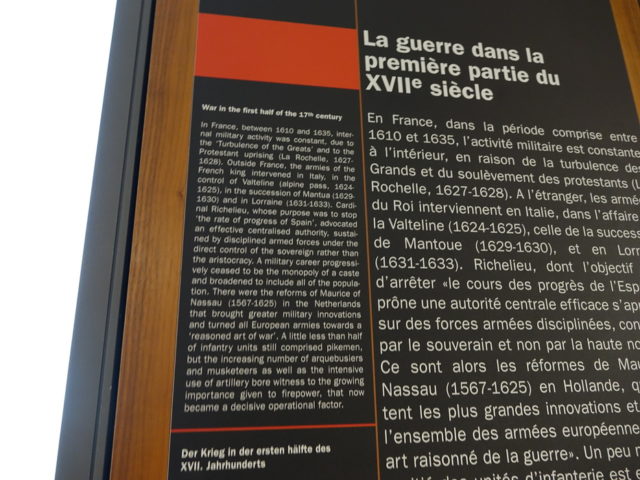 War in the first half of the 17th century
In France, between 1610 and 1635, inter-
nal military activity was constant, due to
the 'Turbulence of the Greats' and to the
Protestant uprising (La Rochelle, 1627-
1628). Outside France, the armies of the
French king intervened in Italy, in the
control of Valteline (alpine pass, 1624-
1625), in the succession of Mantua (1629-
1630) and in Lorraine (1631-1633). Cardi-
nal Richelieu, whose purpose was to stop
'the rate of progress of Spain', advocated
an effective centralised authority, sustai-
ned by disciplined armed forces under the
direct control of the sovereign rather than
the aristocracy. A military career progressi-
vely ceased to be the monopoly of a caste
and broadened to include all of the popula-
tion. There were the reforms of Maurice of
Nassau (1567-1625) in the Netherlands
that brought greater military innovations
and turned all European armies towards a
'reasoned art of war'. A little less than half
of infantry units still comprised pikemen,
but the increasing number of arquebusiers
and musketeers as well as the intensive
use of artillery bore witness to the growing
importance given to firepower, that now
became a decisive operational factor.
Der Krieg in der ersten hälfte des
XVII. Jahrhunderts
La guerre dans la
première partie du
XVIIe siècle
En France, dans la période comprise entre
1610 et 1635, l'activité militaire est constante
à l'intérieur, en raison de la turbulence des
Grands et du soulèvement des protestants (
Rochelle, 1627-1628). A l'étranger, les armé
du Roi interviennent en Italie, dans l'affaire
la Valteline (1624-1625), celle de la success
de Mantoue (1629-1630), et en Lorr
(1631-1633). Richelieu, dont l'objectif
d'arrêter «le cours des progrès de l'Esp
prône une autorité centrale efficace s'ap
sur des forces armées disciplinées, con
par le souverain et non par la haute no
Ce sont alors les réformes de Mau
Nassau (1567-1625) en Hollande, q
tent les plus grandes innovations et
l'ensemble des armées européenne
art raisonné de la guerre». Un peu m
des unités d'infanterie est e